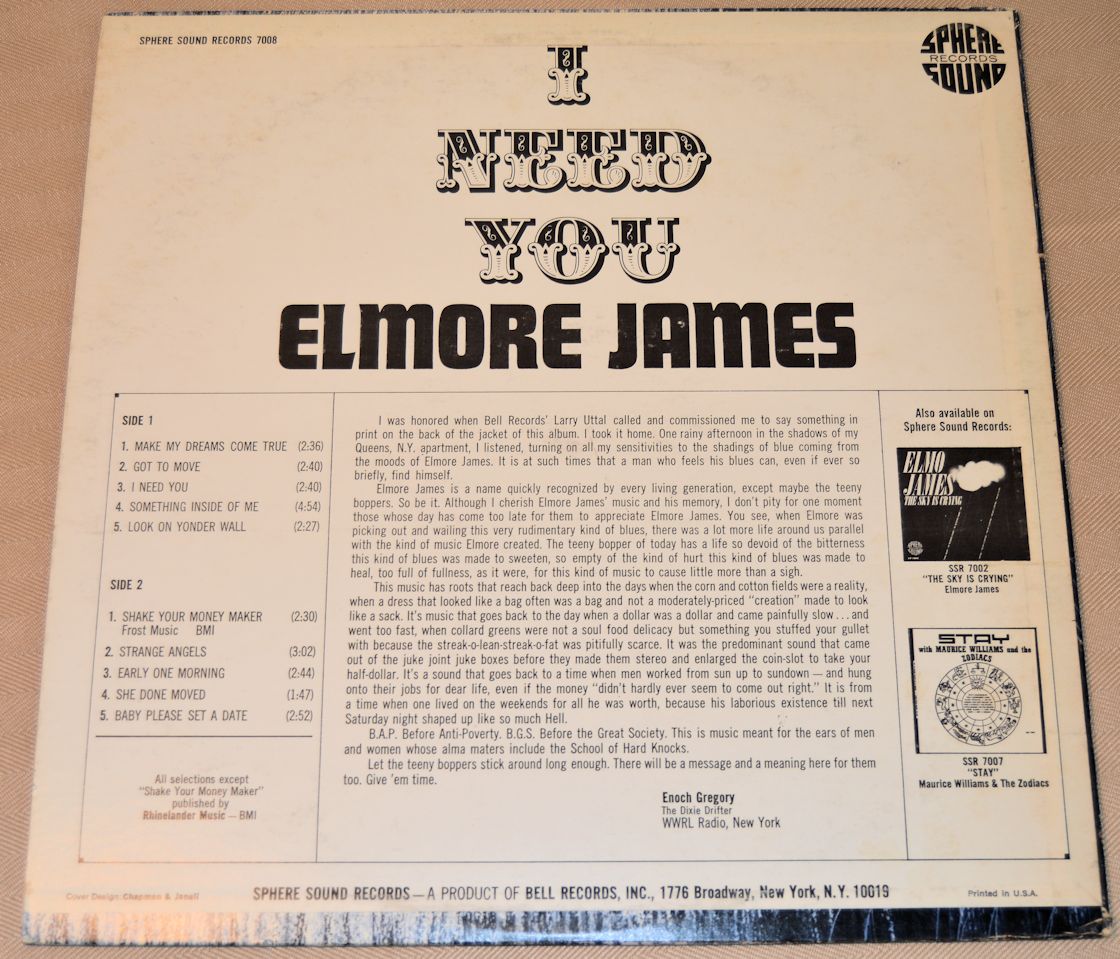 SPHERE SOUND RECORDS 7008
SPHERE
RECORDS
SOUND
I
NEED
YOU
ELMORE JAMES
SIDE 1
1. MAKE MY DREAMS COME TRUE (2:36)
2. GOT TO MOVE (2:40)
3. I NEED YOU (2:40)
4. SOMETHING INSIDE OF ME (4:54)
5. LOOK ON YONDER WALL (2:27)
SIDE 2
1. SHAKE YOUR MONEY MAKER (2:30)
Frost Music BMI
2. STRANGE ANGELS (3:02)
3. EARLY ONE MORNING (2:44)
4. SHE DONE MOVED (1:47)
5. BABY PLEASE SET A DATE (2:52)
All selections except
"Shake Your Money Maker"
published by
Rhinelander Music — BMI
I was honored when Bell Records' Larry Uttal called and commissioned me to say something in
print on the back of the jacket of this album. I took it home. One rainy afternoon in the shadows of my
Queens, N.Y. apartment, I listened, turning on all my sensitivities to the shadings of blue coming from
the moods of Elmore James. It is at such times that a man who feels his blues can, even if ever so
briefly, find himself.
Elmore James is a name quickly recognized by every living generation, except maybe the teeny
boppers. So be it. Although I cherish Elmore James' music and his memory, I don't pity for one moment
those whose day has come too late for them to appreciate Elmore James. You see, when Elmore was
picking out and wailing this very rudimentary kind of blues, there was a lot more life around us parallel
with the kind of music Elmore created. The teeny bopper of today has a life so devoid of the bitterness
this kind of blues was made to sweeten, so empty of the kind of hurt this kind of blues was made to
heal, too full of fullness, as it were, for this kind of music to cause little more than a sigh.
This music has roots that reach back deep into the days when the corn and cotton fields were a reality,
when a dress that looked like a bag often was a bag and not a moderately-priced "creation" made to look
like a sack. It's music that goes back to the day when a dollar was a dollar and came painfully slow...and
went too fast, when collard greens were not a soul food delicacy but something you stuffed your gullet
with because the streak-o-lean-streak-o-fat was pitifully scarce. It was the predominant sound that came
out of the juke joint juke boxes before they made them stereo and enlarged the coin-slot to take your
half-dollar. It's a sound that goes back to a time when men worked from sun up to sundown — and hung
onto their jobs for dear life, even if the money "didn't hardly ever seem to come out right." It is from
a time when one lived on the weekends for all he was worth, because his laborious existence till next
Saturday night shaped up like so much Hell.
B.A.P. Before Anti-Poverty. B.G.S. Before the Great Society. This is music meant for the ears of men
and women whose alma maters include the School of Hard Knocks.
Let the teeny boppers stick around long enough. There will be a message and a meaning here for them
too. Give 'em time.
Enoch Gregory
The Dixie Drifter
WWRL Radio, New York
Also available on
Sphere Sound Records:
ELMO
JAMES
THE SKY IS CRYING
SSR 7002
"THE SKY IS CRYING"
Elmore James
STAY
with MAURICE WILLIAMS and the
ZODIACS
SSR 7007
"STAY"
Maurice Williams & The Zodiacs
Cover Design: Chapman & Janeli
SPHERE SOUND RECORDS — A PRODUCT OF BELL RECORDS, INC., 1776 Broadway, New York, N.Y. 10019
Printed in U.S.A.